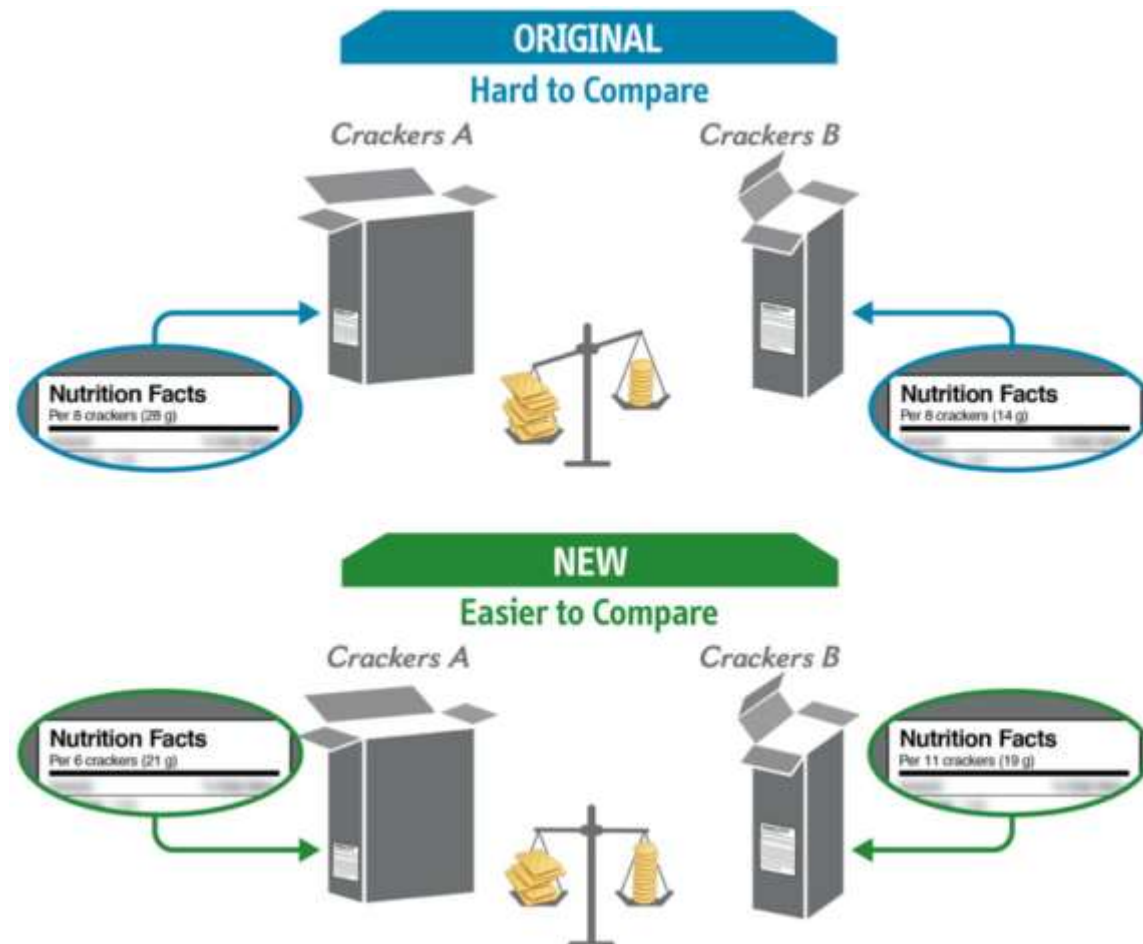 ORIGINAL
Hard to Compare
Crackers A
Crackers B
Nutrition Facts
Per 8 crackers (28 g)
Nutrition Facts
Per 8 crackers (14 g)
NEW
Easier to Compare
Crackers A
Crackers B
Nutrition Facts
Per 6 crackers (21 g)
Nutrition Facts
Per 11 crackers (19 g)